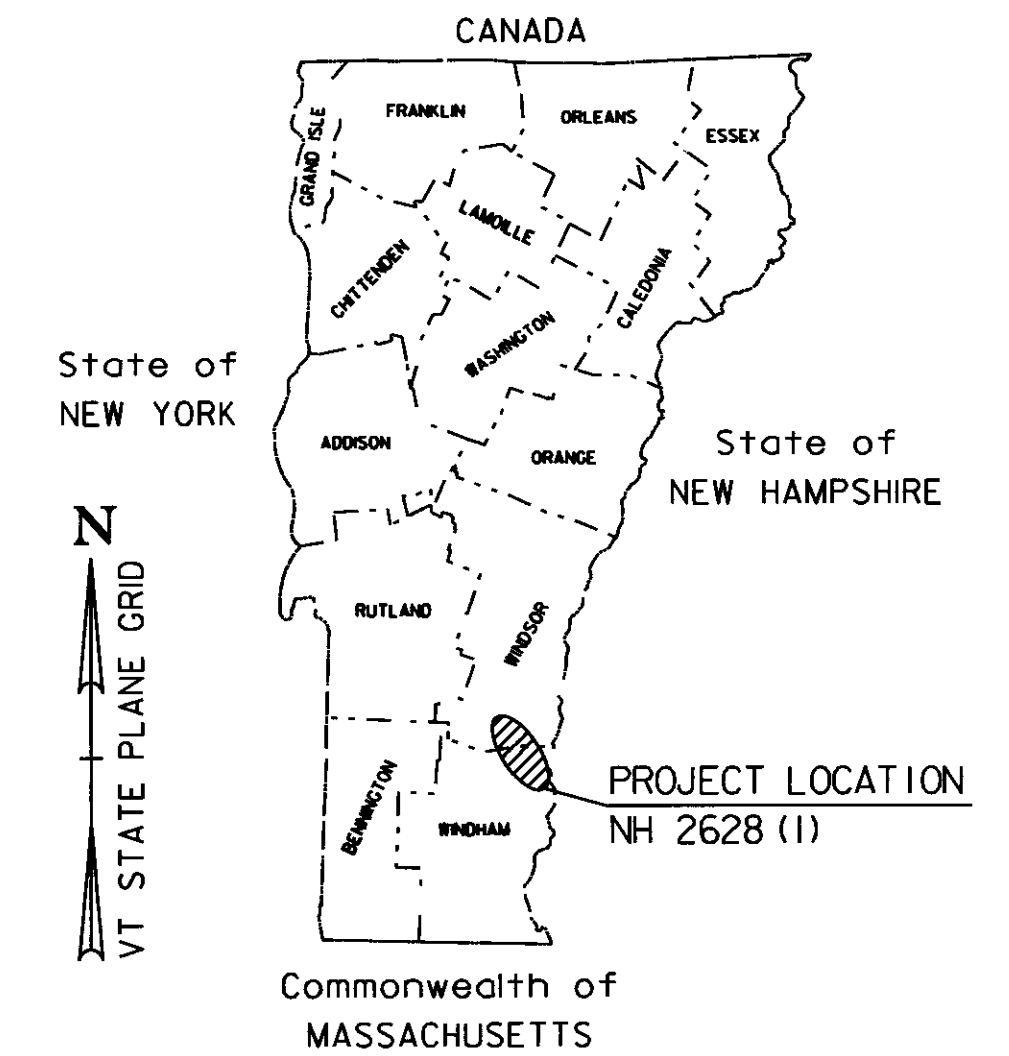 CANADA
FRANKLIN
ORLEANS
ESSEX
GRAND ISLE
LAMOILLE
CHITTENDEN
CALEDONIA
WASHINGTON
State of
NEW YORK
ADDISON
ORANGE
State of
NEW HAMPSHIRE
N
VT STATE PLANE GRID
RUTLAND
WINDSOR
PROJECT LOCATION
NH 2628 (1)
BENNINGTON
WINDHAM
Commonwealth of
MASSACHUSETTS